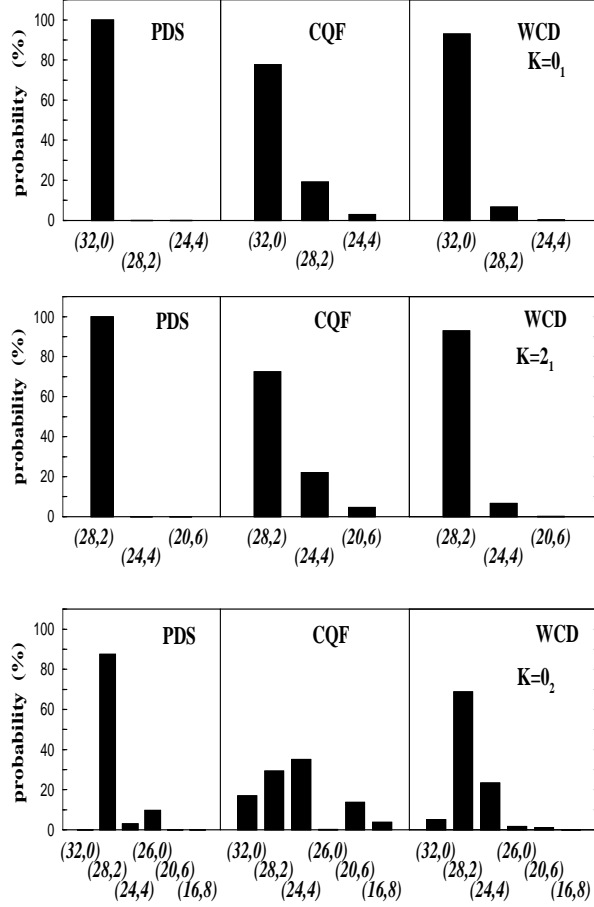 100
80
60
40
20
0
probability (%)
PDS
CQF
WCD
K=0₁
(32,0) (24,4) (32,0) (24,4) (32,0) (24,4)
(28,2) (28,2) (28,2)
100
80
60
40
20
0
probability (%)
PDS
CQF
WCD
K=2₁
(28,2) (20,6) (28,2) (20,6) (28,2) (20,6)
(24,4) (24,4) (24,4)
100
80
60
40
20
0
probability (%)
PDS
CQF
WCD
K=0₂
(32,0) (26,0) (32,0) (26,0) (32,0) (26,0)
(28,2) (20,6) (28,2) (20,6) (28,2) (20,6)
(24,4) (16,8) (24,4) (16,8) (24,4) (16,8)